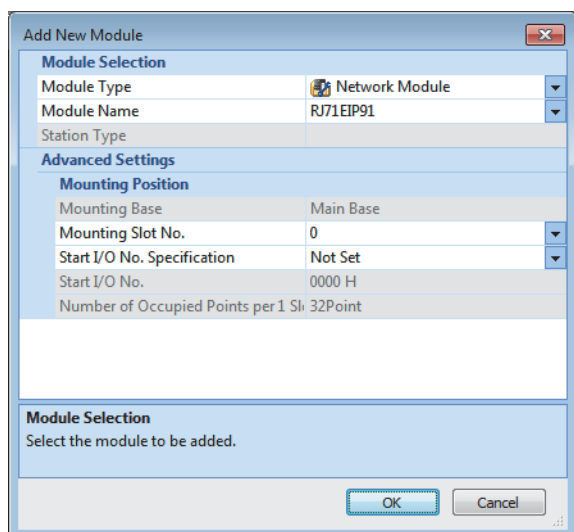 Add New Module
Module Selection
Module Type Network Module
Module Name RJ71EIP91
Station Type
Advanced Settings
Mounting Position
Mounting Base Main Base
Mounting Slot No. 0
Start I/O No. Specification Not Set
Start I/O No. 0000 H
Number of Occupied Points per 1 Sl 32Point
Module Selection
Select the module to be added.
OK Cancel